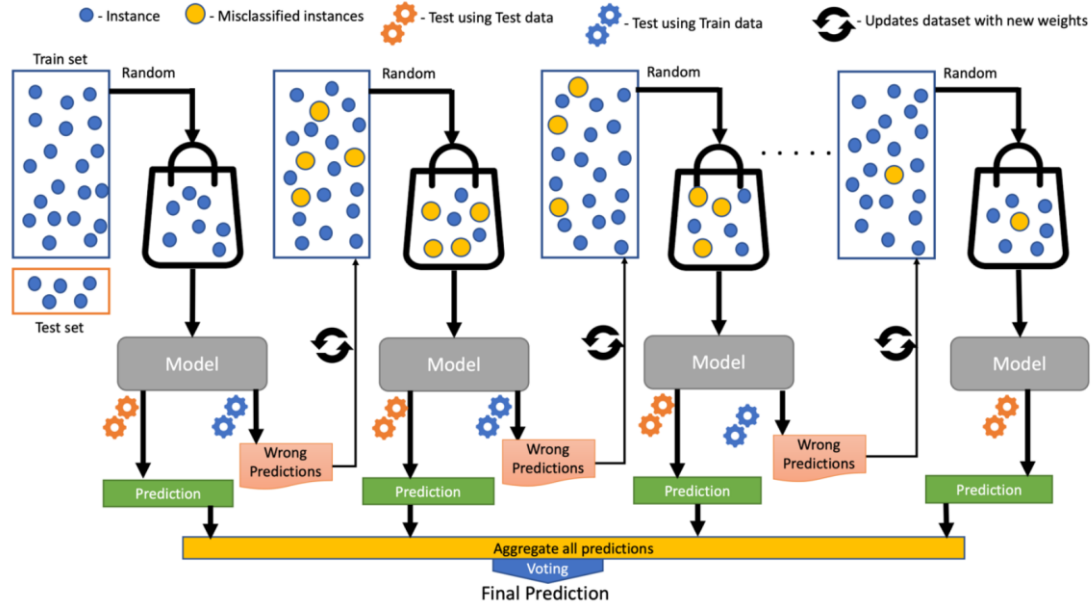 - Instance
- Misclassified instances
- Test using Test data
- Test using Train data
- Updates dataset with new weights
Train set
Random
Random
Random
Random
Test set
Model
Model
Model
Model
Wrong
Predictions
Wrong
Predictions
Wrong
Predictions
Prediction
Prediction
Prediction
Prediction
Aggregate all predictions
Voting
Final Prediction